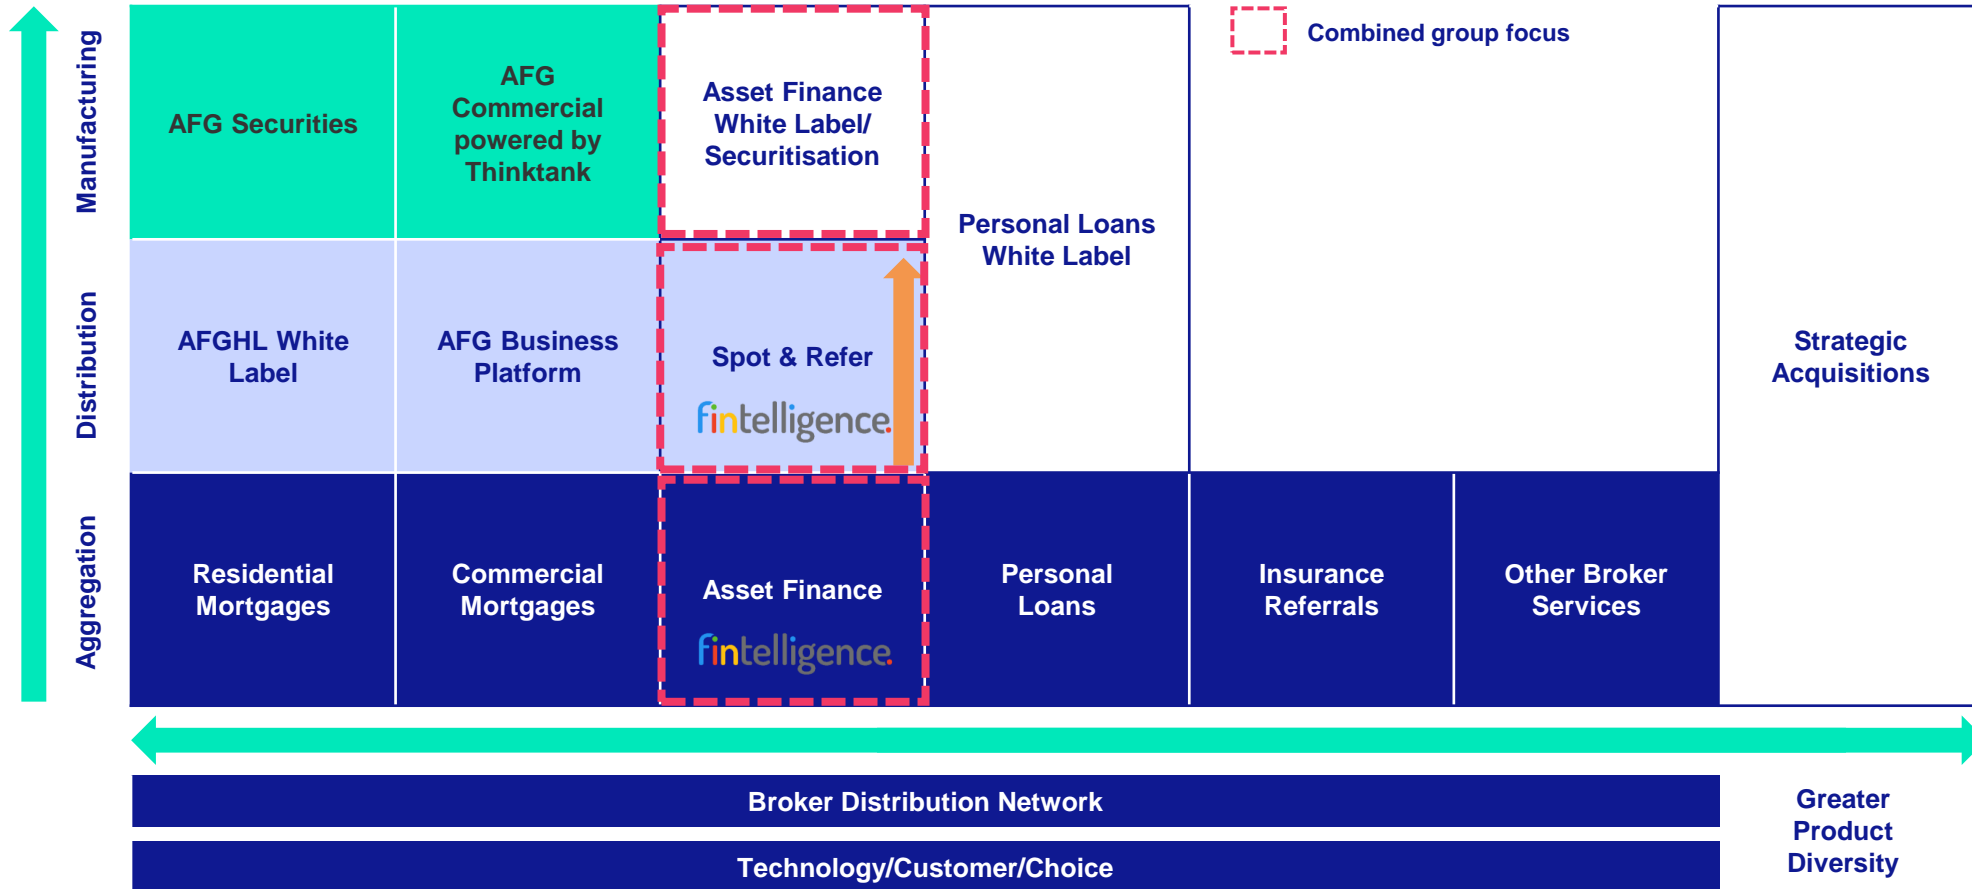 Combined group focus
Manufacturing
AFG Securities
AFG
Commercial
powered by
Thinktank
Asset Finance
White Label/
Securitisation
Personal Loans
White Label
Distribution
AFGHL White
Label
AFG Business
Platform
Spot & Refer
fintelligence.
Strategic
Acquisitions
Aggregation
Residential
Mortgages
Commercial
Mortgages
Asset Finance
fintelligence.
Personal
Loans
Insurance
Referrals
Other Broker
Services
Broker Distribution Network
Technology/Customer/Choice
Greater
Product
Diversity